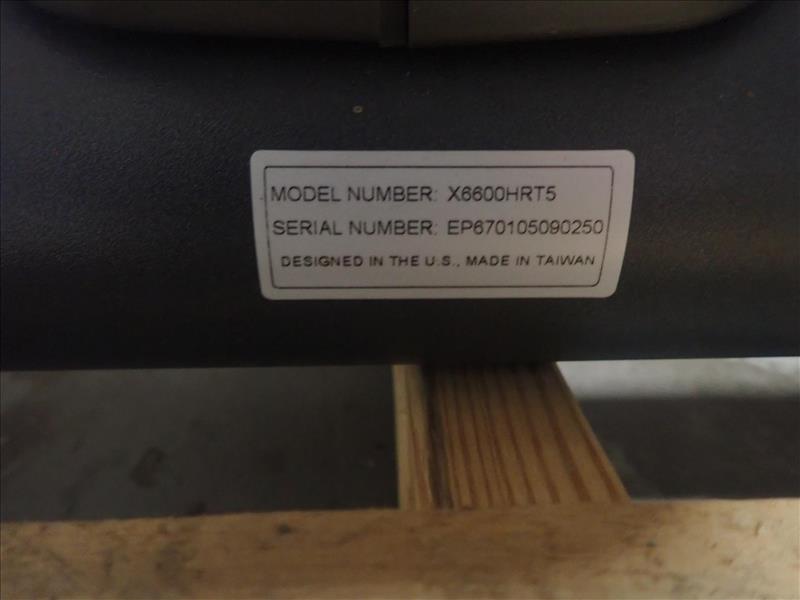 MODEL NUMBER: X6600HRT5
SERIAL NUMBER: EP670105090250
DESIGNED IN THE U.S., MADE IN TAIWAN